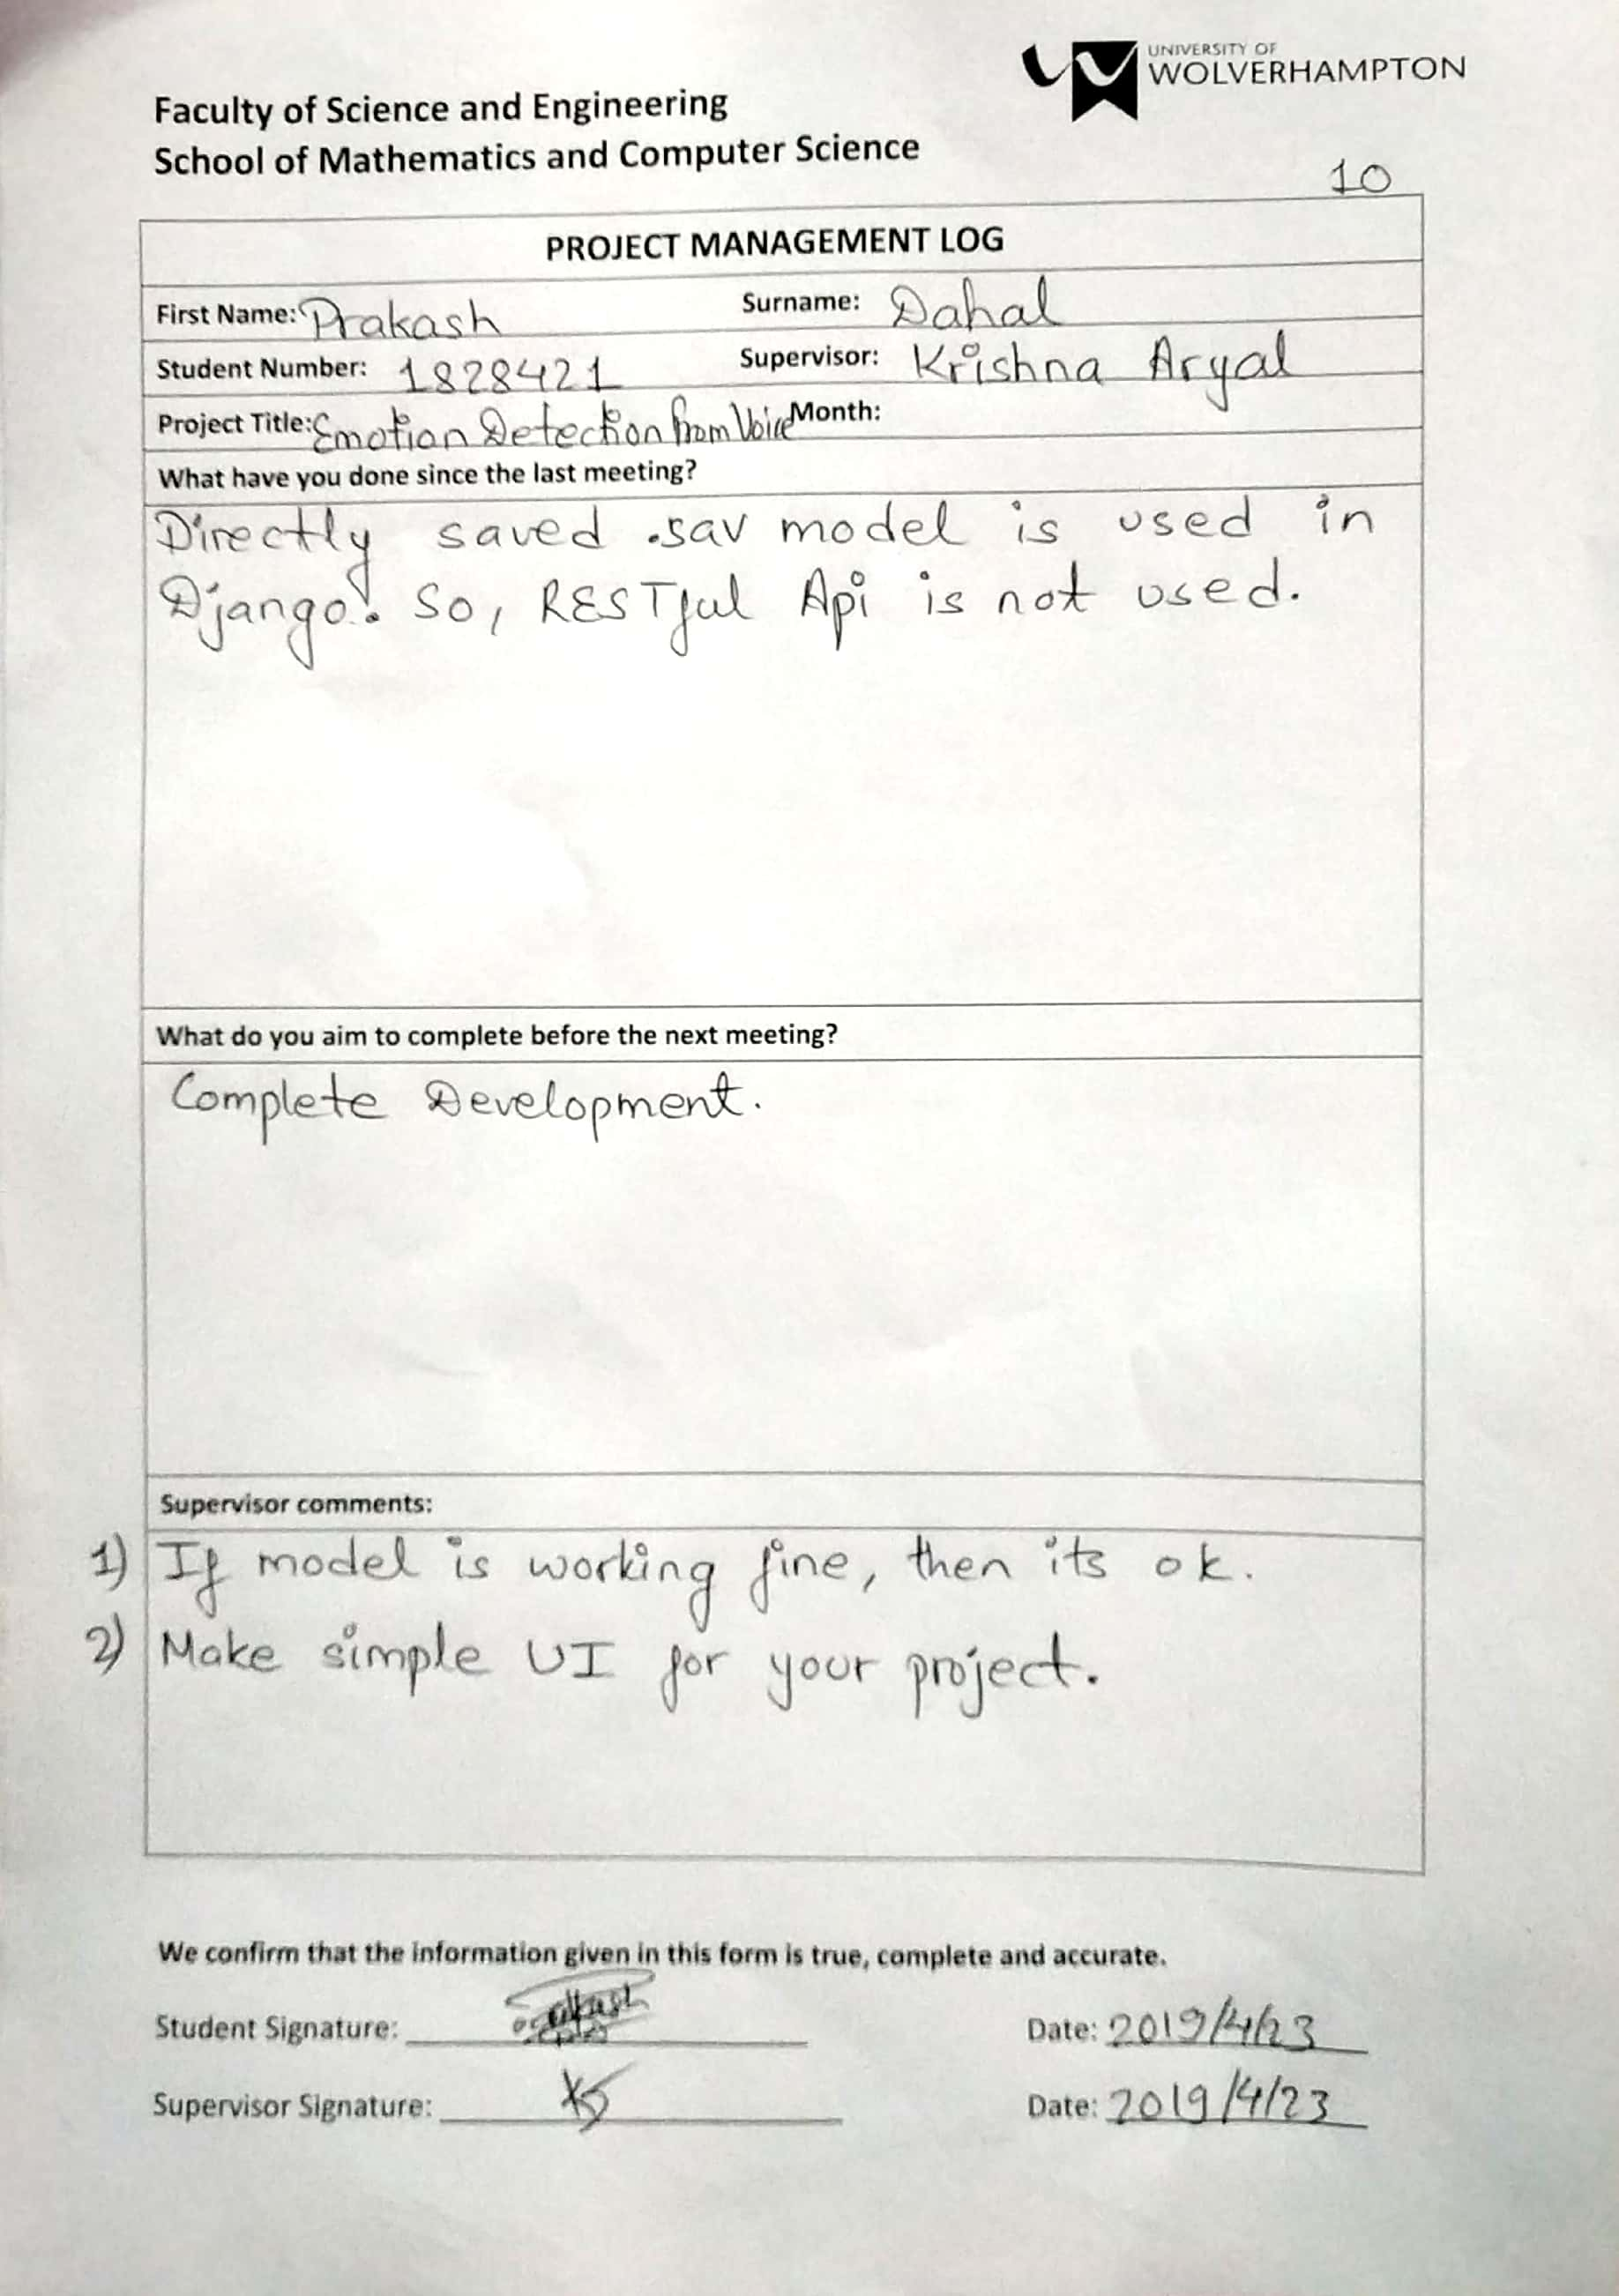 UNIVERSITY OF
WOLVERHAMPTON
Faculty of Science and Engineering
School of Mathematics and Computer Science
10
PROJECT MANAGEMENT LOG
First Name: Prakash Surname: Dahal
Student Number: 1828421 Supervisor: Krishna Aryal
Project Title: Emotion Detection from Voice Month:
What have you done since the last meeting?
Directly saved .sav model is used in
Django. So, RESTful Api is not used.
What do you aim to complete before the next meeting?
Complete Development.
Supervisor comments:
1) If model is working fine, then its ok.
2) Make simple UI for your project.
We confirm that the information given in this form is true, complete and accurate.
Student Signature: Date: 2019/4/23
Supervisor Signature: Date: 2019/4/23